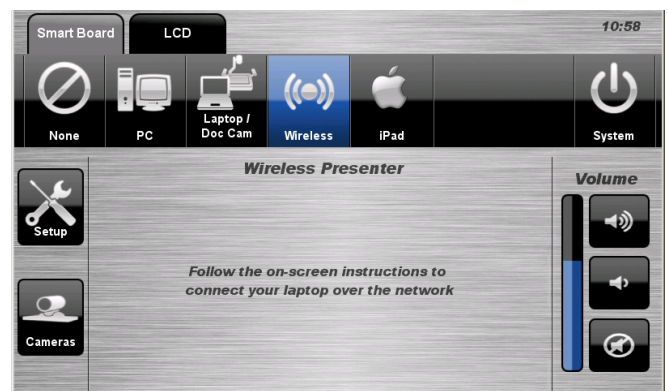 Smart Board
LCD
10:58
None
PC
Laptop /
Doc Cam
Wireless
iPad
System
Wireless Presenter
Volume
Setup
Follow the on-screen instructions to
connect your laptop over the network
Cameras